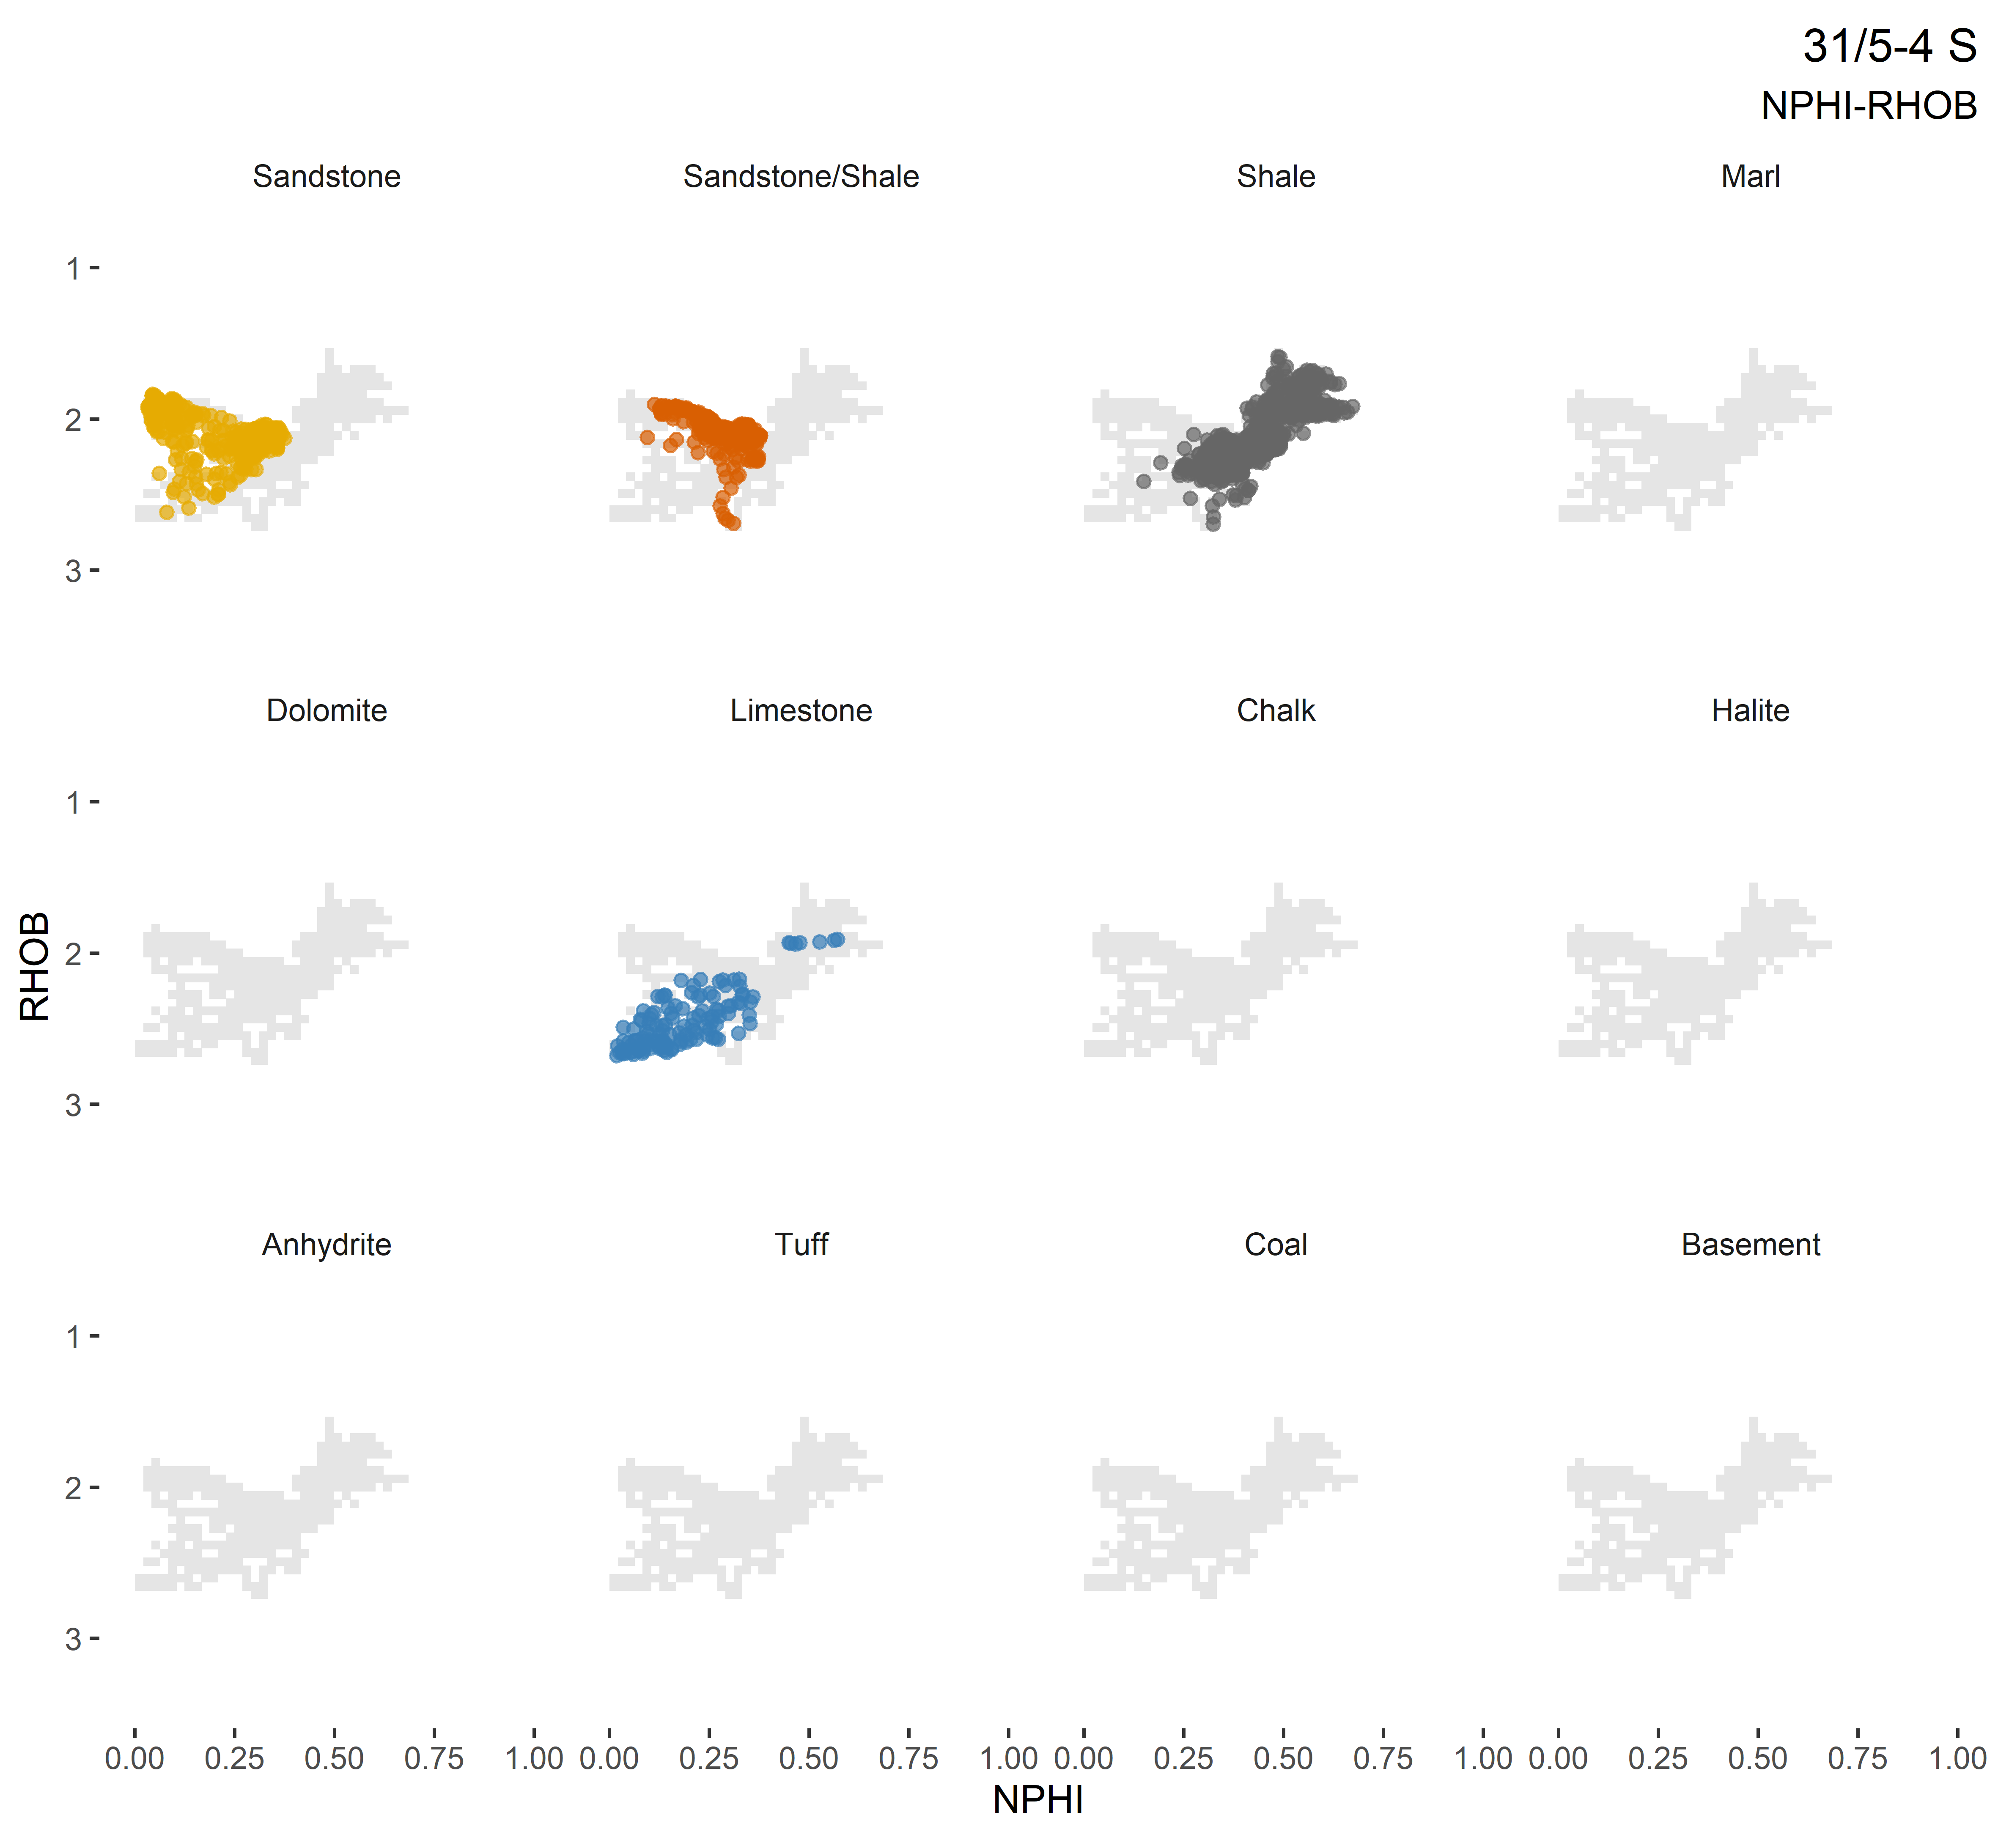 31/5-4 S
NPHI-RHOB
Sandstone Sandstone/Shale Shale Marl
1
2
3
Dolomite Limestone Chalk Halite
1
2
3
RHOB
Anhydrite Tuff Coal Basement
1
2
3
0.00 0.25 0.50 0.75 1.00 0.00 0.25 0.50 0.75 1.00 0.00 0.25 0.50 0.75 1.00 0.00 0.25 0.50 0.75 1.00
NPHI